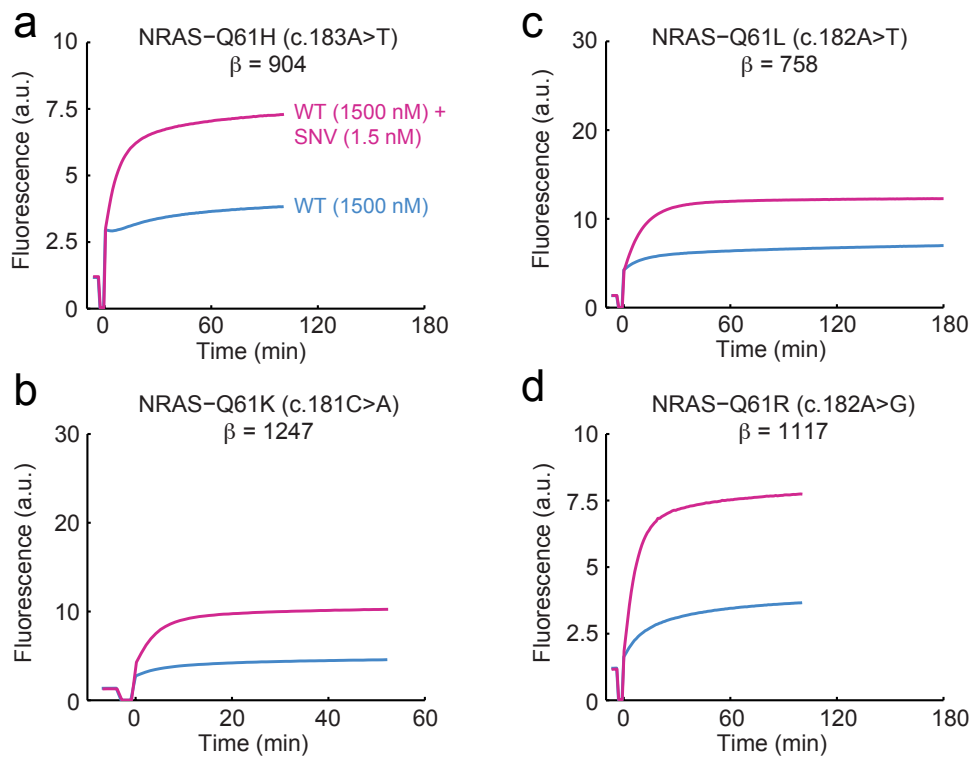 a
NRAS−Q61H (c.183A>T)
β = 904
Fluorescence (a.u.)
10
7.5
5
2.5
0
WT (1500 nM) +
SNV (1.5 nM)
WT (1500 nM)
0 60 120 180
Time (min)
c
NRAS−Q61L (c.182A>T)
β = 758
Fluorescence (a.u.)
30
20
10
0
0 60 120 180
Time (min)
b
NRAS−Q61K (c.181C>A)
β = 1247
Fluorescence (a.u.)
30
20
10
0
0 20 40 60
Time (min)
d
NRAS−Q61R (c.182A>G)
β = 1117
Fluorescence (a.u.)
10
7.5
5
2.5
0
0 60 120 180
Time (min)